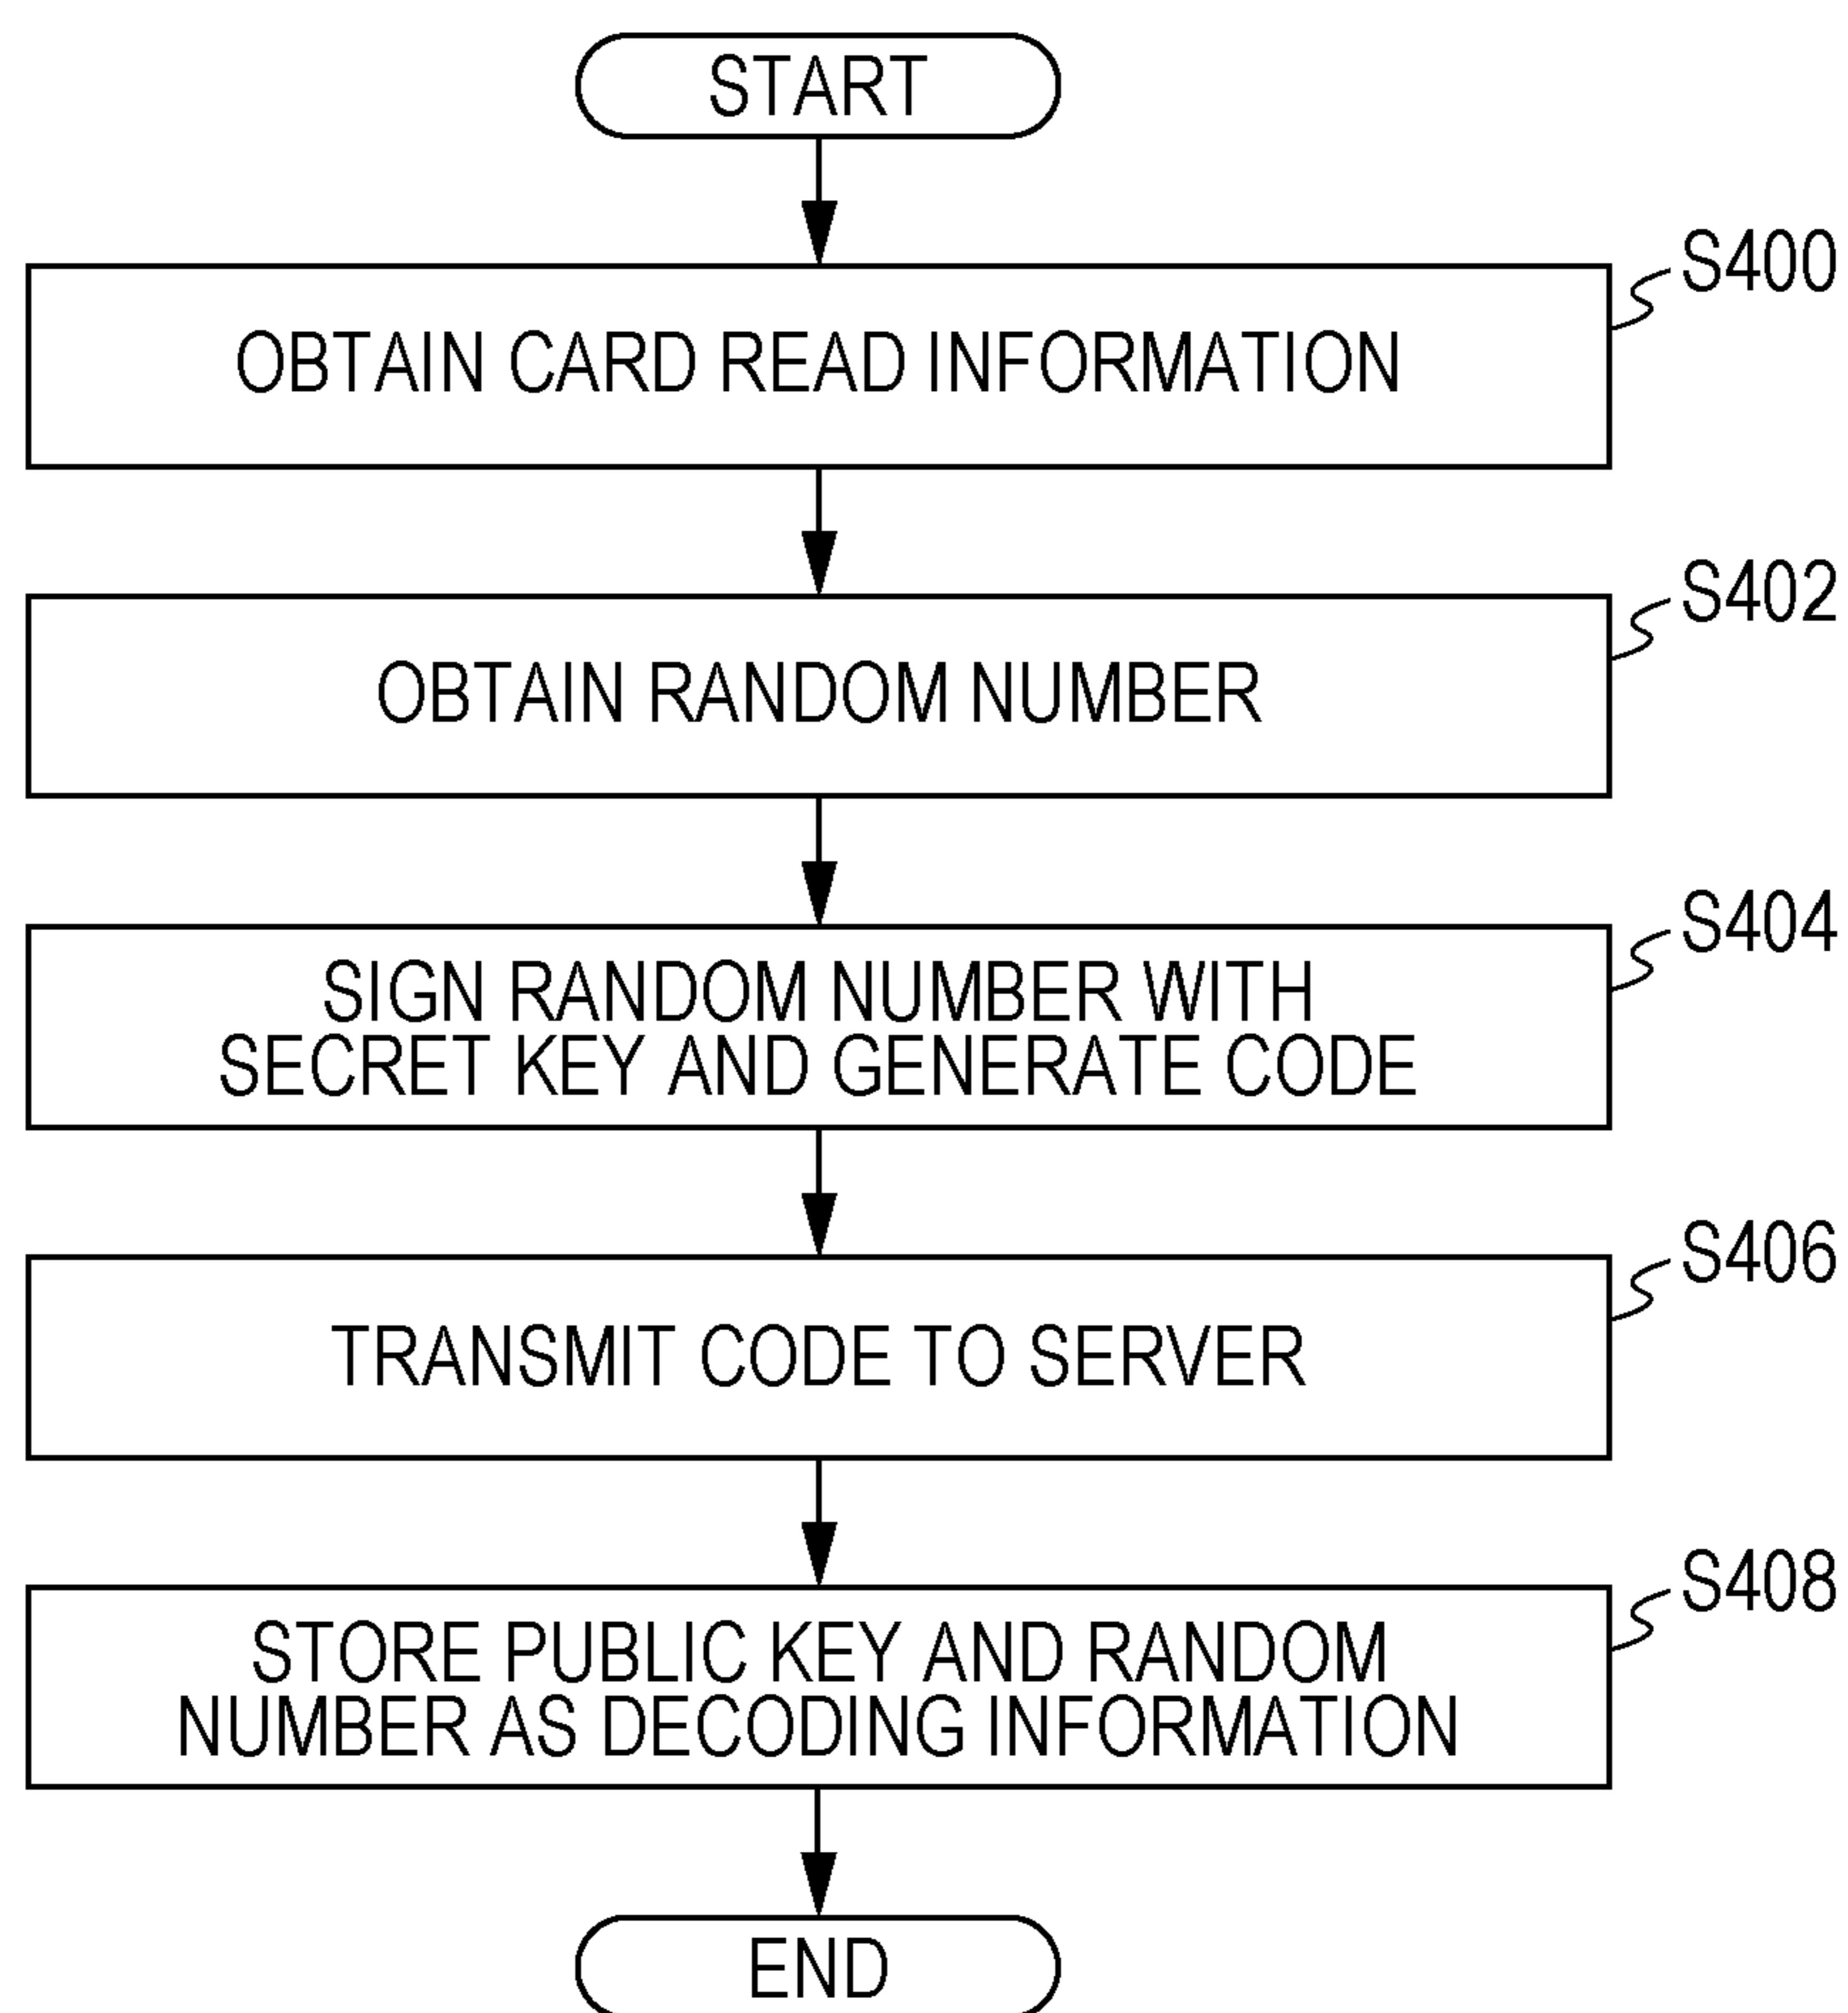 START
S400
OBTAIN CARD READ INFORMATION
S402
OBTAIN RANDOM NUMBER
S404
SIGN RANDOM NUMBER WITH
SECRET KEY AND GENERATE CODE
S406
TRANSMIT CODE TO SERVER
S408
STORE PUBLIC KEY AND RANDOM
NUMBER AS DECODING INFORMATION
END